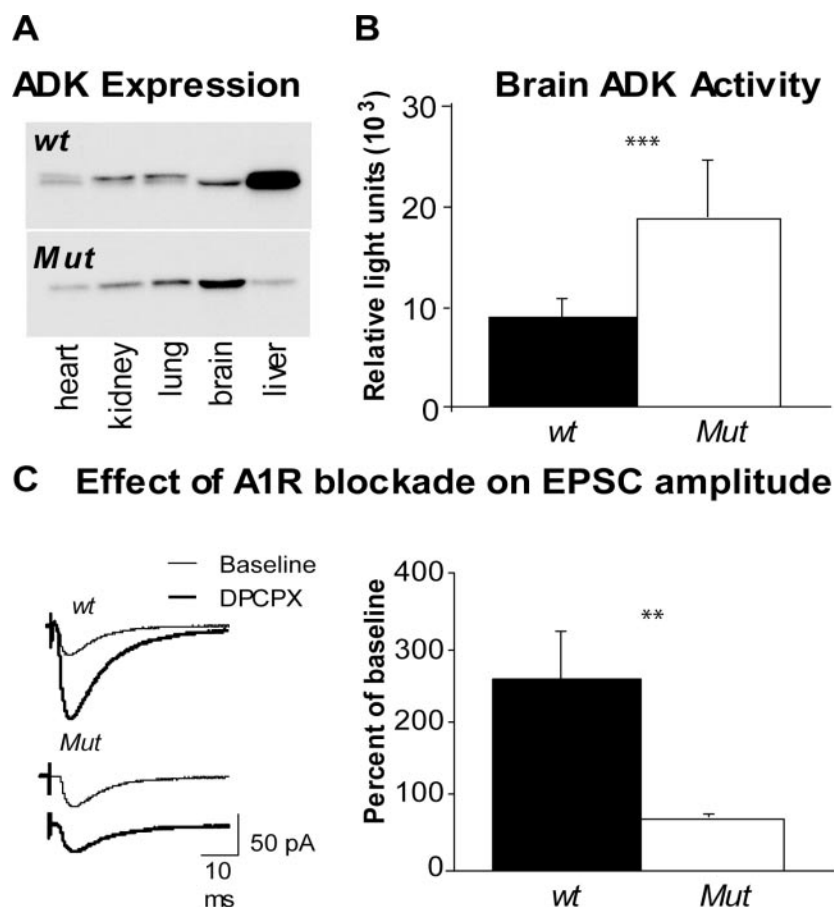 A
ADK Expression
wt
Mut
heart
kidney
lung
brain
liver
B
Brain ADK Activity
Relative light units (10³)
30
20
10
0
***
wt
Mut
C Effect of A1R blockade on EPSC amplitude
Baseline
DPCPX
wt
Mut
50 pA
10
ms
Percent of baseline
400
300
200
100
0
**
wt
Mut